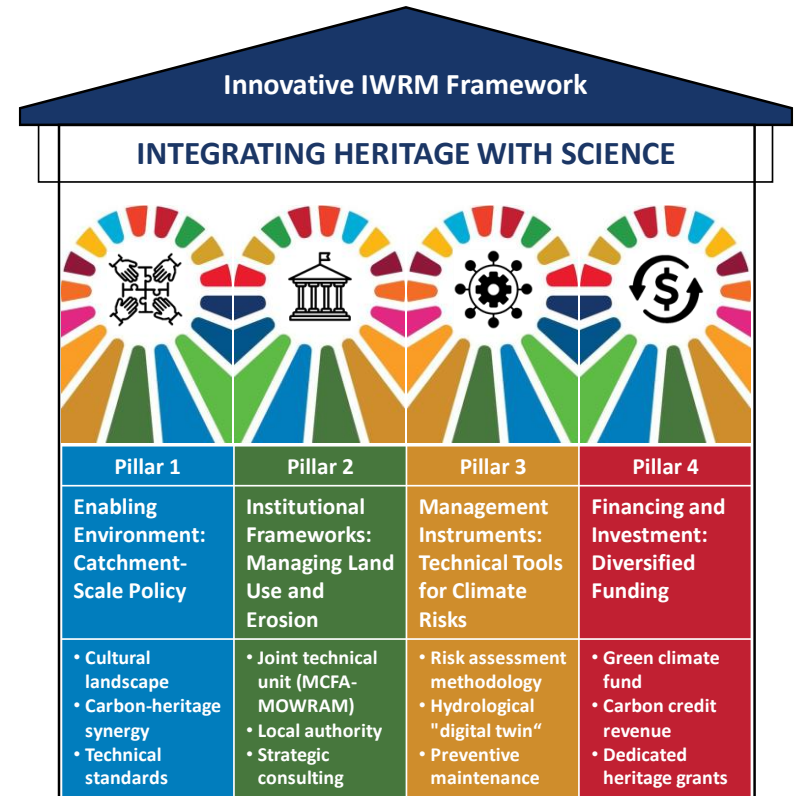 Innovative IWRM Framework
INTEGRATING HERITAGE WITH SCIENCE
$
Pillar 1
Enabling
Environment:
Catchment-
Scale Policy
• Cultural
landscape
• Carbon-heritage
synergy
• Technical
standards
Pillar 2
Institutional
Frameworks:
Managing Land
Use and
Erosion
• Joint technical
unit (MCFA-
MOWRAM)
• Local authority
• Strategic
consulting
Pillar 3
Management
Instruments:
Technical Tools
for Climate
Risks
• Risk assessment
methodology
• Hydrological
"digital twin“
• Preventive
maintenance
Pillar 4
Financing and
Investment:
Diversified
Funding
• Green climate
fund
• Carbon credit
revenue
• Dedicated
heritage grants